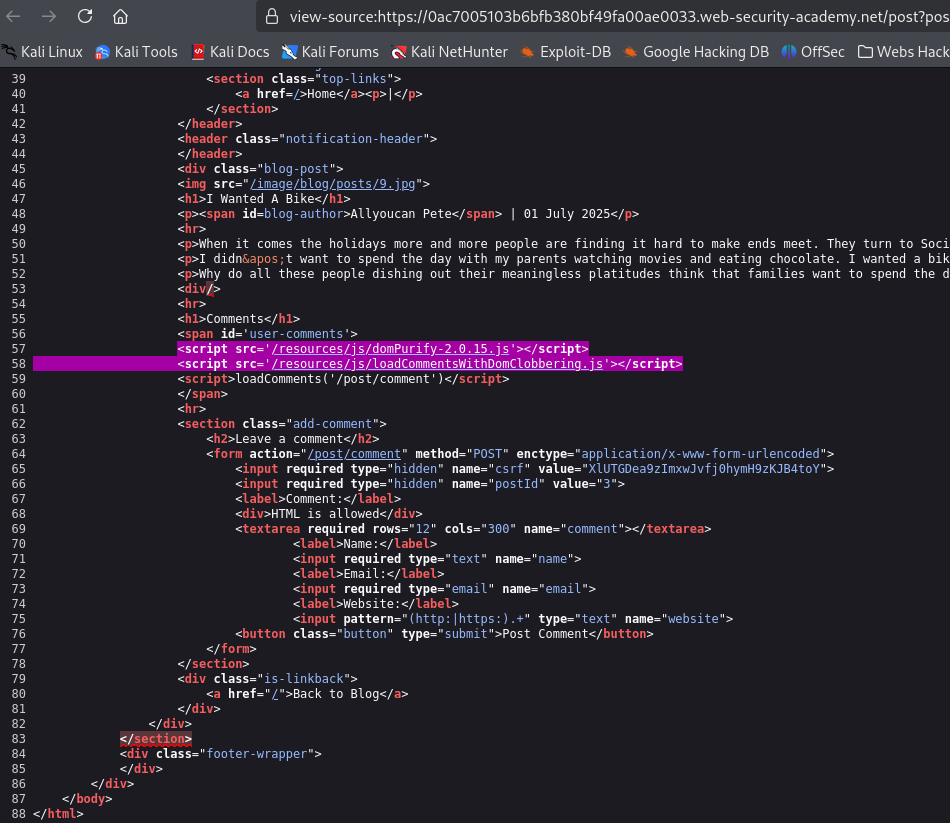 view-source:https://0ac7005103b6bfb380bf49fa00ae0033.web-security-academy.net/post?pos
Kali Linux Kali Tools Kali Docs Kali Forums Kali NetHunter Exploit-DB Google Hacking DB OffSec Webs Hack
39 <section class="top-links">
40 <a href=/>Home</a><p>|</p>
41 </section>
42 </header>
43 <header class="notification-header">
44 </header>
45 <div class="blog-post">
46 <img src="/image/blog/posts/9.jpg">
47 <h1>I Wanted A Bike</h1>
48 <p><span id=blog-author>Allyoucan Pete</span> | 01 July 2025</p>
49 <hr>
50 <p>When it comes the holidays more and more people are finding it hard to make ends meet. They turn to Soci
51 <p>I didn&apos;t want to spend the day with my parents watching movies and eating chocolate. I wanted a bik
52 <p>Why do all these people dishing out their meaningless platitudes think that families want to spend the d
53 <div/>
54 <hr>
55 <h1>Comments</h1>
56 <span id='user-comments'>
57 <script src='/resources/js/domPurify-2.0.15.js'></script>
58 <script src='/resources/js/loadCommentsWithDomClobbering.js'></script>
59 <script>loadComments('/post/comment')</script>
60 </span>
61 <hr>
62 <section class="add-comment">
63 <h2>Leave a comment</h2>
64 <form action="/post/comment" method="POST" enctype="application/x-www-form-urlencoded">
65 <input required type="hidden" name="csrf" value="XlUTGDea9zImxwJvfj0hymH9zKJB4toY">
66 <input required type="hidden" name="postId" value="3">
67 <label>Comment:</label>
68 <div>HTML is allowed</div>
69 <textarea required rows="12" cols="300" name="comment"></textarea>
70 <label>Name:</label>
71 <input required type="text" name="name">
72 <label>Email:</label>
73 <input required type="email" name="email">
74 <label>Website:</label>
75 <input pattern="(http:|https:).+" type="text" name="website">
76 <button class="button" type="submit">Post Comment</button>
77 </form>
78 </section>
79 <div class="is-linkback">
80 <a href="/">Back to Blog</a>
81 </div>
82 </div>
83 </section>
84 <div class="footer-wrapper">
85 </div>
86 </div>
87 </body>
88 </html>